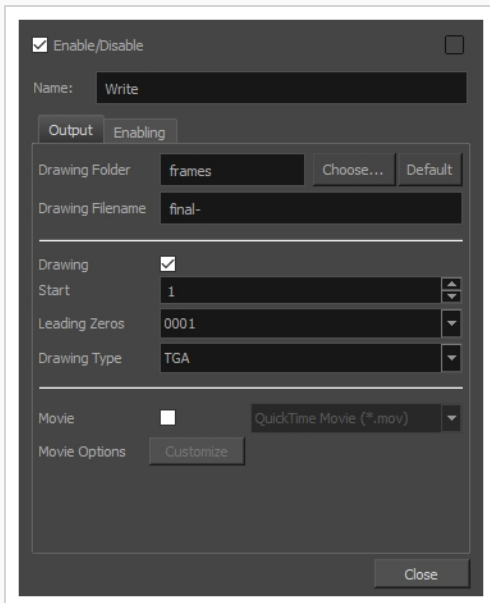 Enable/Disable
Name: Write
Output Enabling
Drawing Folder frames Choose... Default
Drawing Filename final-
Drawing
Start 1
Leading Zeros 0001
Drawing Type TGA
Movie QuickTime Movie (*.mov)
Movie Options Customize
Close